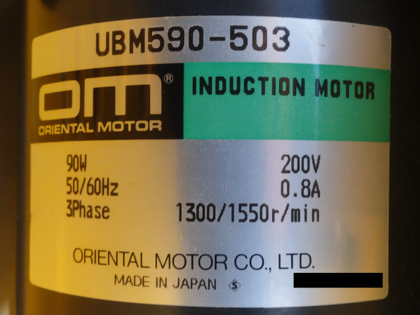 UBM590-503
om®
ORIENTAL MOTOR
INDUCTION MOTOR
90W 200V
50/60Hz 0.8A
3Phase 1300/1550r/min
ORIENTAL MOTOR CO., LTD.
MADE IN JAPAN S